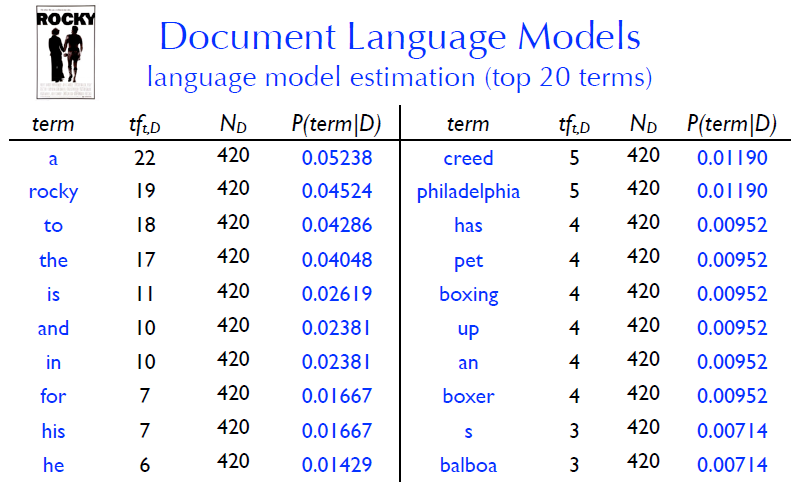 ROCKY
Document Language Models
language model estimation (top 20 terms)
term tft,D ND P(term|D) term tft,D ND P(term|D)
a 22 420 0.05238 creed 5 420 0.01190
rocky 19 420 0.04524 philadelphia 5 420 0.01190
to 18 420 0.04286 has 4 420 0.00952
the 17 420 0.04048 pet 4 420 0.00952
is 11 420 0.02619 boxing 4 420 0.00952
and 10 420 0.02381 up 4 420 0.00952
in 10 420 0.02381 an 4 420 0.00952
for 7 420 0.01667 boxer 4 420 0.00952
his 7 420 0.01667 s 3 420 0.00714
he 6 420 0.01429 balboa 3 420 0.00714